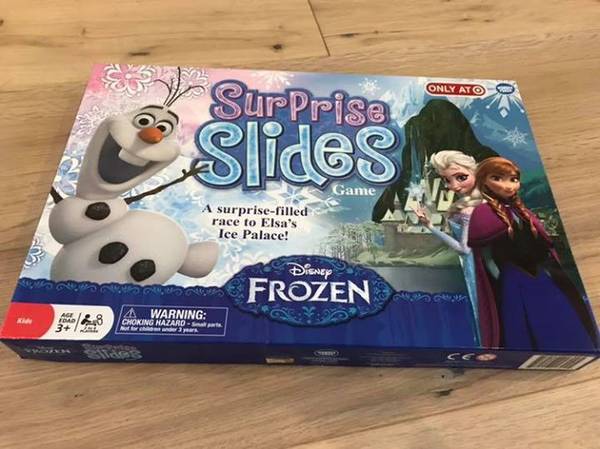 ONLY AT
SurPrise
Slides
Game
A surprise-filled
race to Elsa's
Ice Palace!
DISNEY
FROZEN
Kids
AGE
EDAD
3+
WARNING:
CHOKING HAZARD - Small parts.
Not for children under 3 years.
FROZEN
Slides
CE